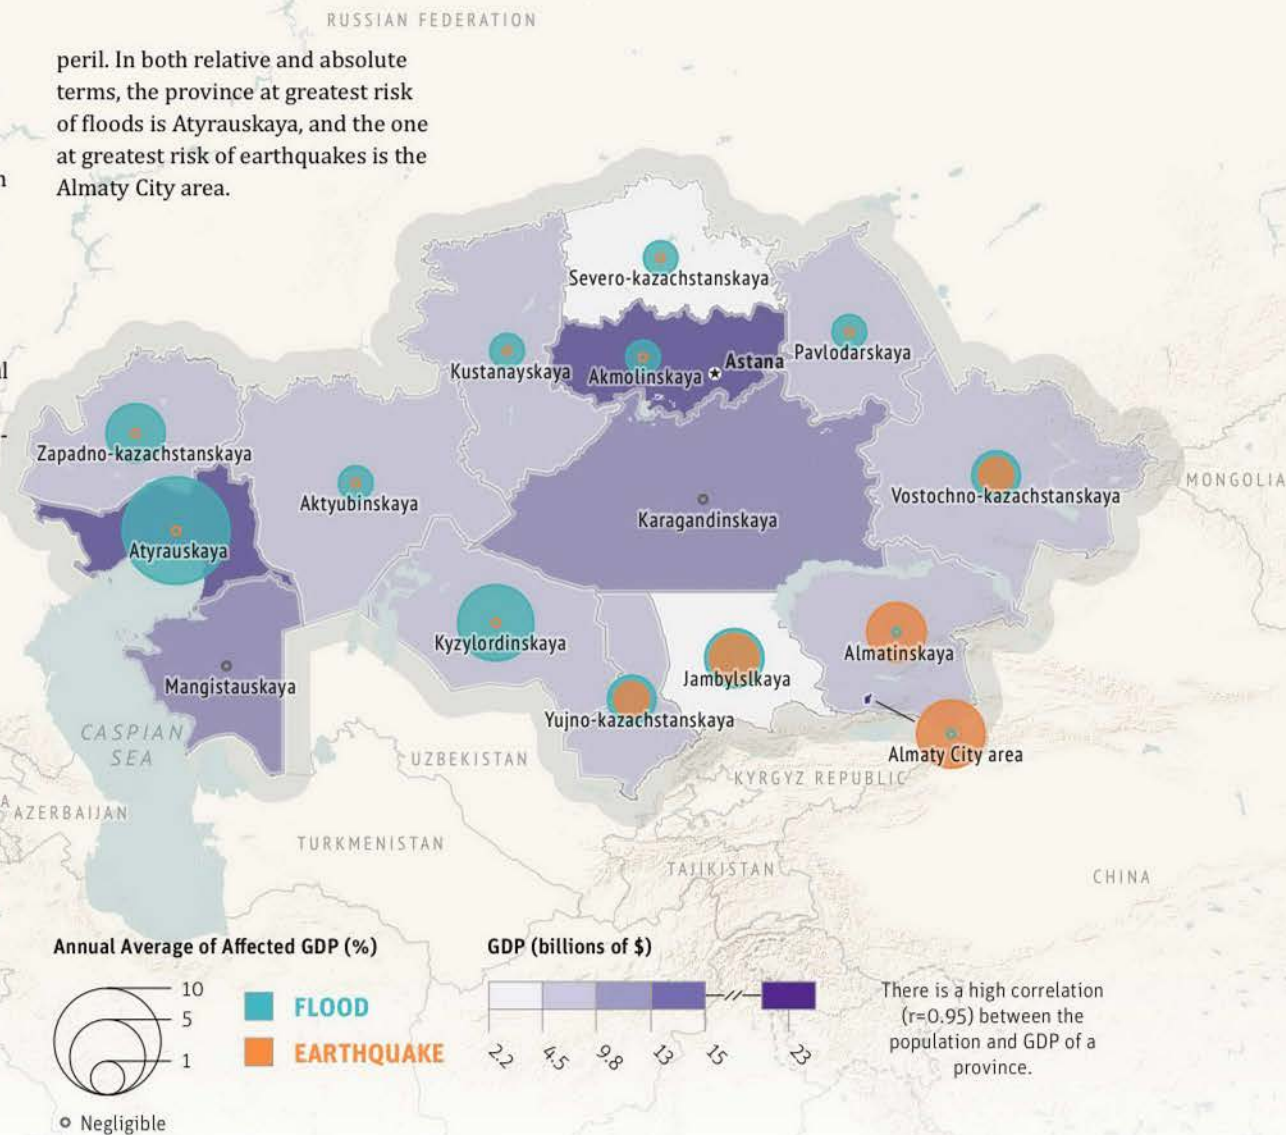 RUSSIAN FEDERATION
peril. In both relative and absolute
terms, the province at greatest risk
of floods is Atyrauskaya, and the one
at greatest risk of earthquakes is the
Almaty City area.
Severo-kazachstanskaya
Kustanayskaya
Akmolinskaya
Astana
Pavlodarskaya
Zapadno-kazachstanskaya
Aktyubinskaya
Vostochno-kazachstanskaya
MONGOLIA
Atyrauskaya
Karagandinskaya
Kyzylordinskaya
Almatinskaya
Mangistauskaya
Jambylslkaya
Yujno-kazachstanskaya
CASPIAN
SEA
Almaty City area
UZBEKISTAN
KYRGYZ REPUBLIC
AZERBAIJAN
TURKMENISTAN
TAJIKISTAN
CHINA
Annual Average of Affected GDP (%)
10
5
1
Negligible
FLOOD
EARTHQUAKE
GDP (billions of $)
2.2
4.5
9.8
13
15
23
There is a high correlation
(r=0.95) between the
population and GDP of a
province.